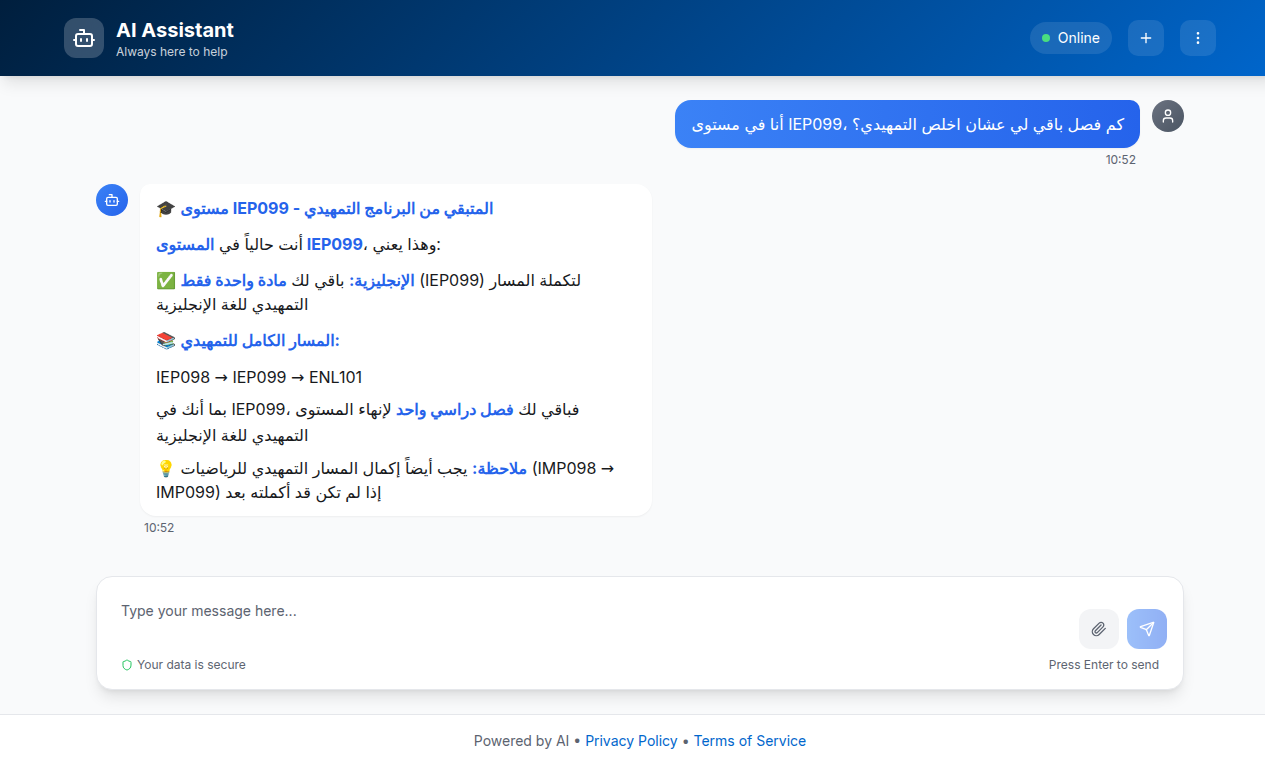 AI Assistant
Always here to help
Online
كم فصل باقي لي عشان اخلص التمهيدي؟ ،IEP099 أنا في مستوى
10:52
🎓 مستوى IEP099 - المتبقي من البرنامج التمهيدي
أنت حالياً في المستوى IEP099، وهذا يعني:
✅ الإنجليزية: باقي لك مادة واحدة فقط (IEP099) لتكملة المسار
التمهيدي للغة الإنجليزية
📚 المسار الكامل للتمهيدي:
IEP098 → IEP099 → ENL101
بما أنك في IEP099، فباقي لك فصل دراسي واحد لإنهاء المستوى
التمهيدي للغة الإنجليزية
💡 ملاحظة: يجب أيضاً إكمال المسار التمهيدي للرياضيات (IMP098 →
IMP099) إذا لم تكن قد أكملته بعد
10:52
Type your message here...
Your data is secure
Press Enter to send
Powered by AI • Privacy Policy • Terms of Service